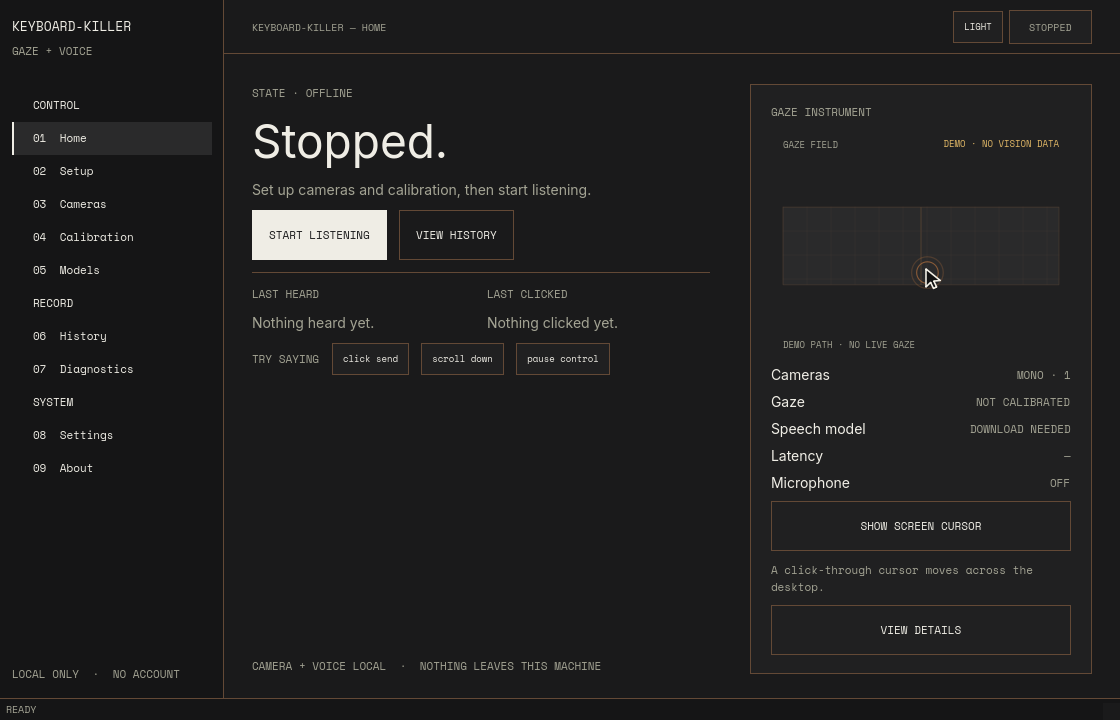 KEYBOARD-KILLER
GAZE + VOICE
CONTROL
01 Home
02 Setup
03 Cameras
04 Calibration
05 Models
RECORD
06 History
07 Diagnostics
SYSTEM
08 Settings
09 About
LOCAL ONLY · NO ACCOUNT
KEYBOARD-KILLER — HOME
LIGHT
STOPPED
STATE · OFFLINE
Stopped.
Set up cameras and calibration, then start listening.
START LISTENING
VIEW HISTORY
LAST HEARD
LAST CLICKED
Nothing heard yet.
Nothing clicked yet.
TRY SAYING
click send
scroll down
pause control
CAMERA + VOICE LOCAL · NOTHING LEAVES THIS MACHINE
GAZE INSTRUMENT
GAZE FIELD
DEMO · NO VISION DATA
DEMO PATH · NO LIVE GAZE
Cameras MONO · 1
Gaze NOT CALIBRATED
Speech model DOWNLOAD NEEDED
Latency —
Microphone OFF
SHOW SCREEN CURSOR
A click-through cursor moves across the
desktop.
VIEW DETAILS
READY